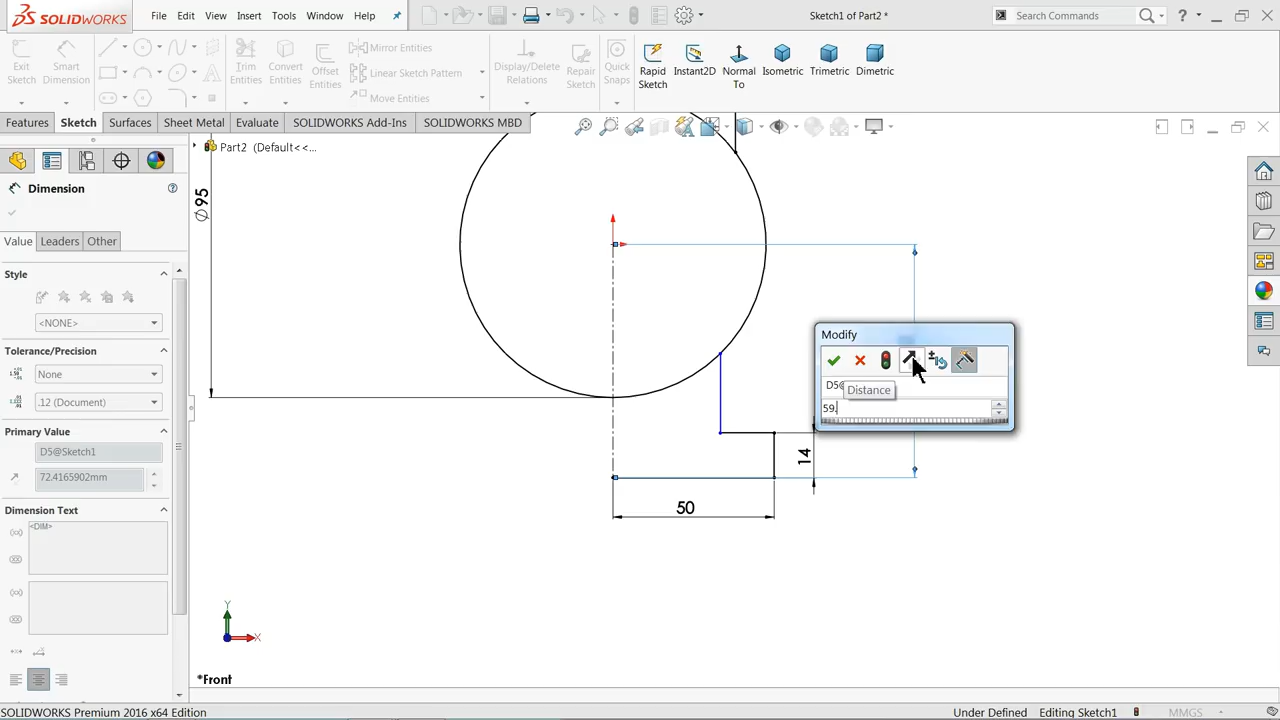 SOLIDWORKS
File Edit View Insert Tools Window Help
Sketch1 of Part2 *
Search Commands
Exit Sketch
Smart Dimension
Trim Entities
Convert Entities
Offset Entities
Mirror Entities
Linear Sketch Pattern
Move Entities
Display/Delete Relations
Repair Sketch
Quick Snaps
Rapid Sketch
Instant2D
Normal To
Isometric
Trimetric
Dimetric
Features Sketch Surfaces Sheet Metal Evaluate SOLIDWORKS Add-Ins SOLIDWORKS MBD
Part2 (Default<<...
Dimension
Value Leaders Other
Style
<NONE>
Tolerance/Precision
None
.12 (Document)
Primary Value
D5@Sketch1
72.4165902mm
Dimension Text
<DIM>
Ø95
14
50
Modify
D5@
Distance
59.
Y
X
*Front
SOLIDWORKS Premium 2016 x64 Edition
Under Defined Editing Sketch1 MMGS